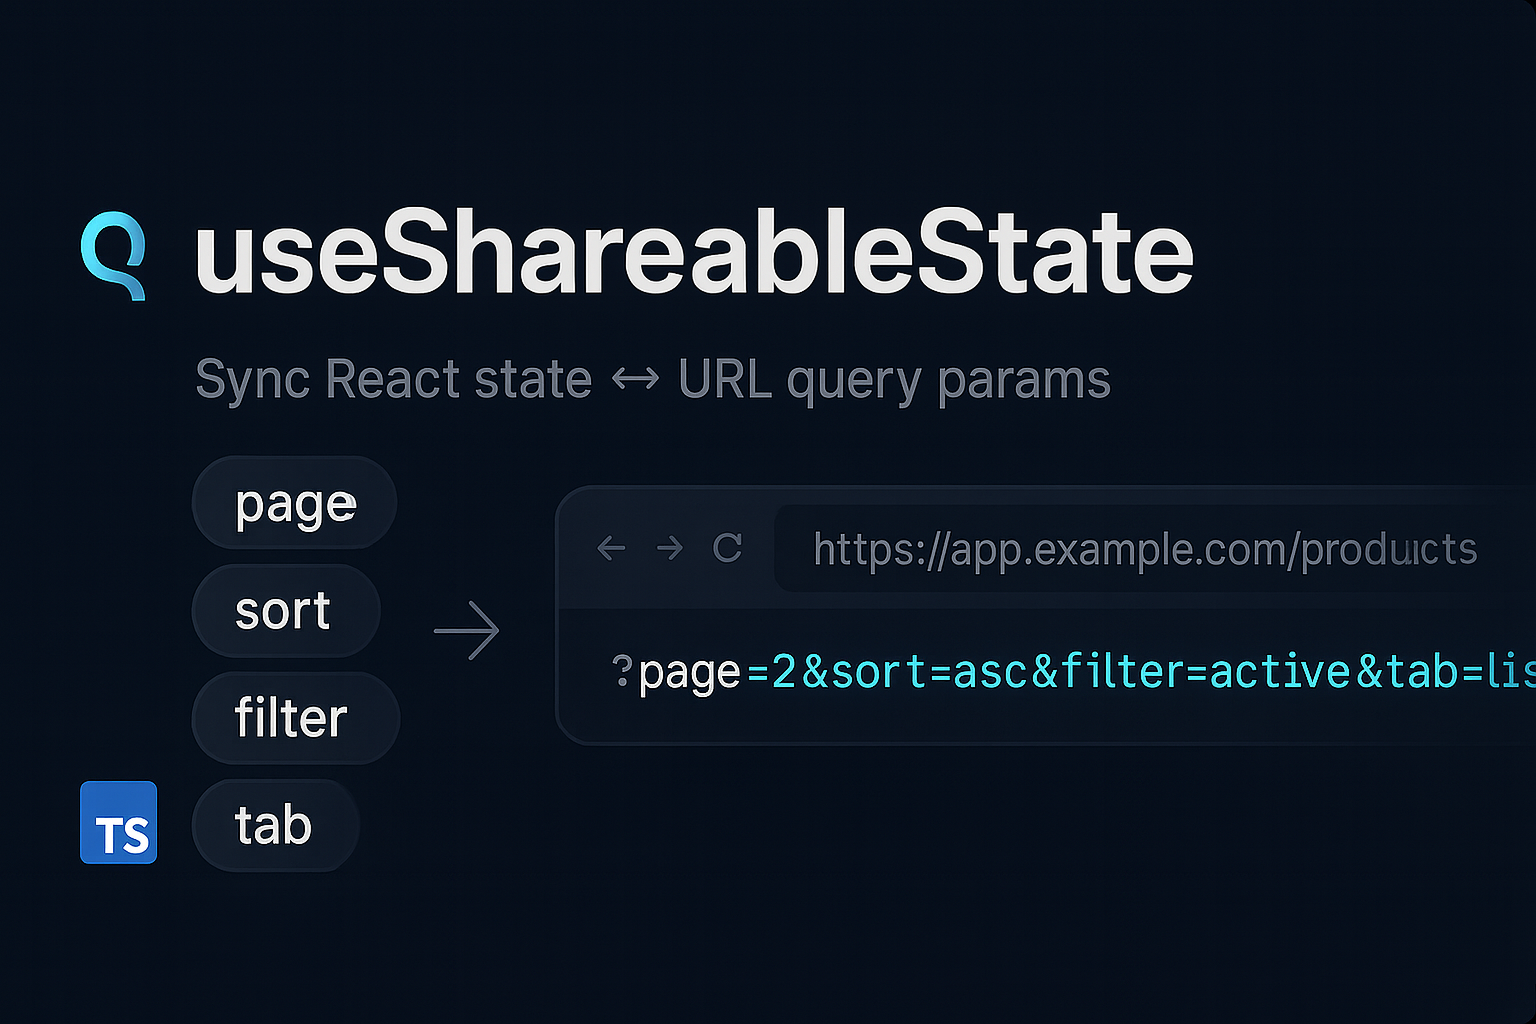 useShareableState
Sync React state ↔ URL query params
page
sort
filter
tab
TS
https://app.example.com/products
?page=2&sort=asc&filter=active&tab=lis